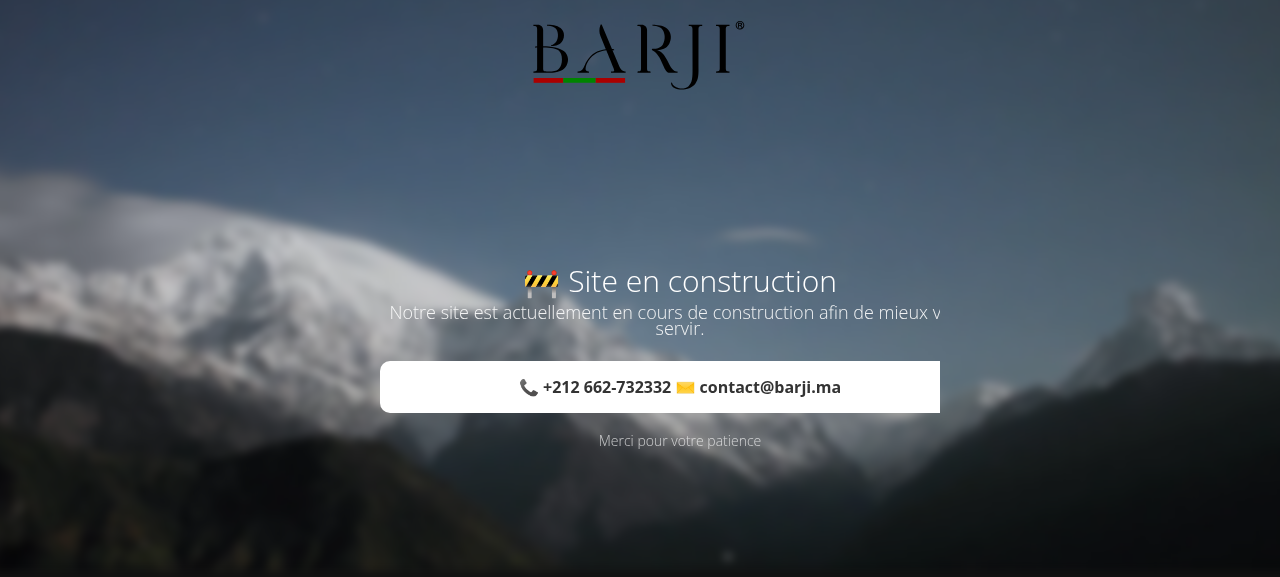 BARJI®
🚧 Site en construction
Notre site est actuellement en cours de construction afin de mieux v
servir.
📞 +212 662-732332 ✉️ contact@barji.ma
Merci pour votre patience